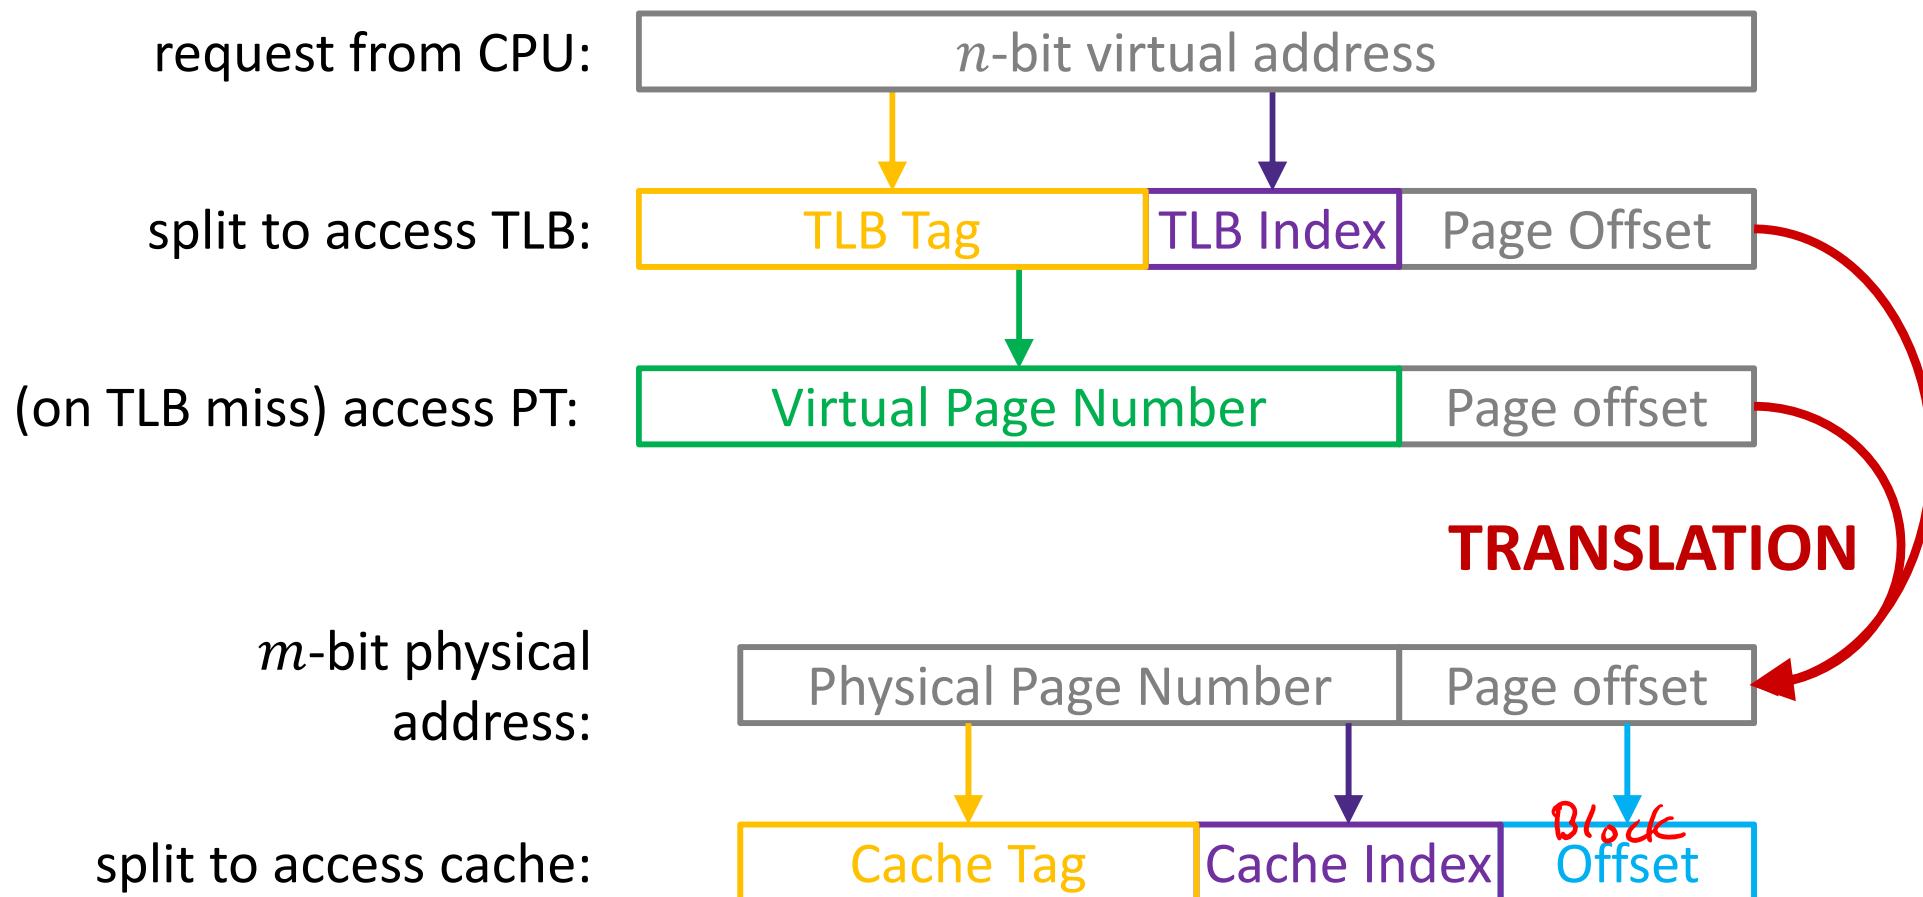 request from CPU: n-bit virtual address
split to access TLB: TLB Tag TLB Index Page Offset
(on TLB miss) access PT: Virtual Page Number Page offset
TRANSLATION
m-bit physical
address:
Physical Page Number Page offset
Block
split to access cache: Cache Tag Cache Index Offset